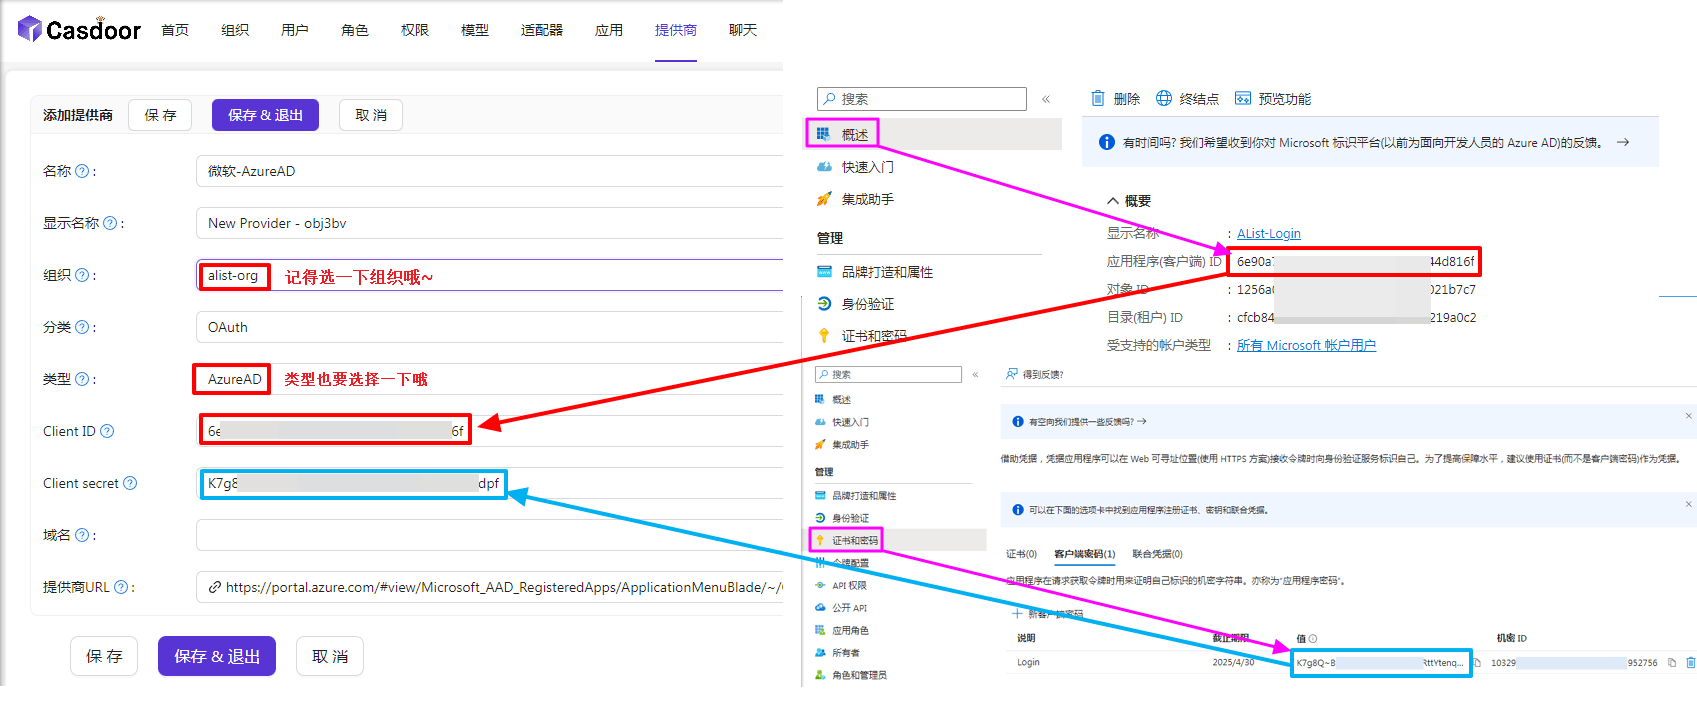 Casdoor
首页
组织
用户
角色
权限
模型
适配器
应用
提供商
聊天
添加提供商
保 存
保存 & 退出
取 消
名称 :
微软-AzureAD
显示名称 :
New Provider - obj3bv
组织 :
alist-org
记得选一下组织哦~
分类 :
OAuth
类型 :
AzureAD
类型也要选择一下哦
Client ID
6e
6f
Client secret
K7g8
dpf
域名 :
提供商URL :
https://portal.azure.com/#view/Microsoft_AAD_RegisteredApps/ApplicationMenuBlade/~/
保 存
保存 & 退出
取 消
搜索
«
概述
快速入门
集成助手
管理
品牌打造和属性
身份验证
证书和密码
删除
终结点
预览功能
有时间吗? 我们希望收到你对 Microsoft 标识平台(以前为面向开发人员的 Azure AD)的反馈。 →
概要
显示名称 : AList-Login
应用程序(客户端) ID
6e90a
44d816f
对象 ID : 1256a
021b7c7
目录(租户) ID : cfcb84
219a0c2
受支持的帐户类型 : 所有 Microsoft 帐户用户
搜索
«
概述
快速入门
集成助手
管理
品牌打造和属性
身份验证
证书和密码
令牌配置
API 权限
公开 API
应用角色
所有者
角色和管理员
得到反馈?
有空向我们提供一些反馈吗? →
借助凭据，凭据应用程序可以在 Web 可寻址位置(使用 HTTPS 方案)接收令牌时向身份验证服务标识自己。为了提高保障水平，建议使用证书(而不是客户端密码)作为凭据。
可以在下面的选项卡中找到应用程序注册证书、密钥和联合凭据。
证书(0)
客户端密码(1)
联合凭据(0)
应用程序在请求获取令牌时用来证明自己标识的机密字符串。亦称为“应用程序密码”。
新客户端密码
说明
截止期限
值
机密 ID
Login
2025/4/30
K7g8Q~B
RttYtenq...
10329
952756